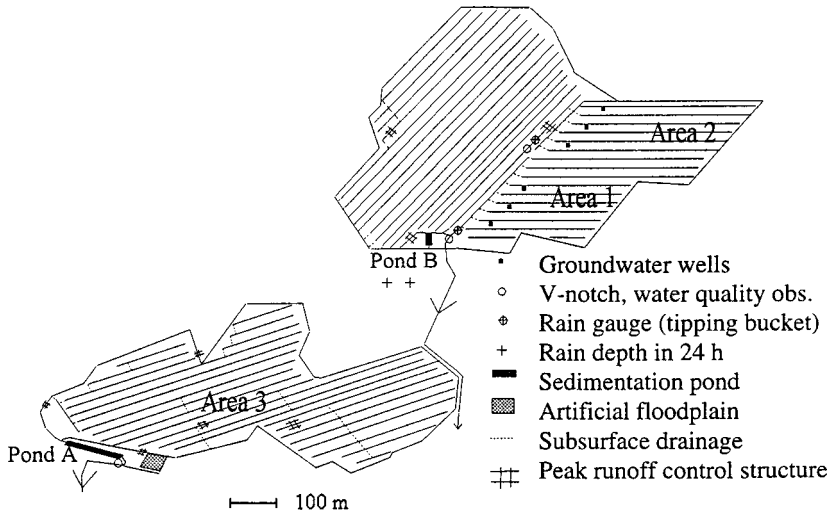 Area 2
Area 1
Pond B
Groundwater wells
V-notch, water quality obs.
Rain gauge (tipping bucket)
Rain depth in 24 h
Sedimentation pond
Artificial floodplain
Subsurface drainage
Peak runoff control structure
Area 3
Pond A
100 m